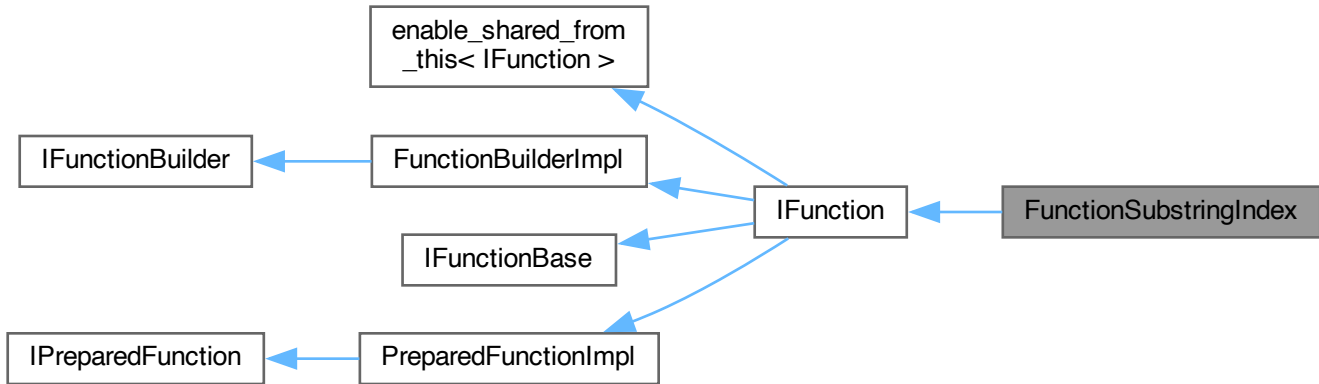 enable_shared_from
_this< IFunction >
IFunctionBuilder
FunctionBuilderImpl
IFunction
FunctionSubstringIndex
IFunctionBase
IPreparedFunction
PreparedFunctionImpl